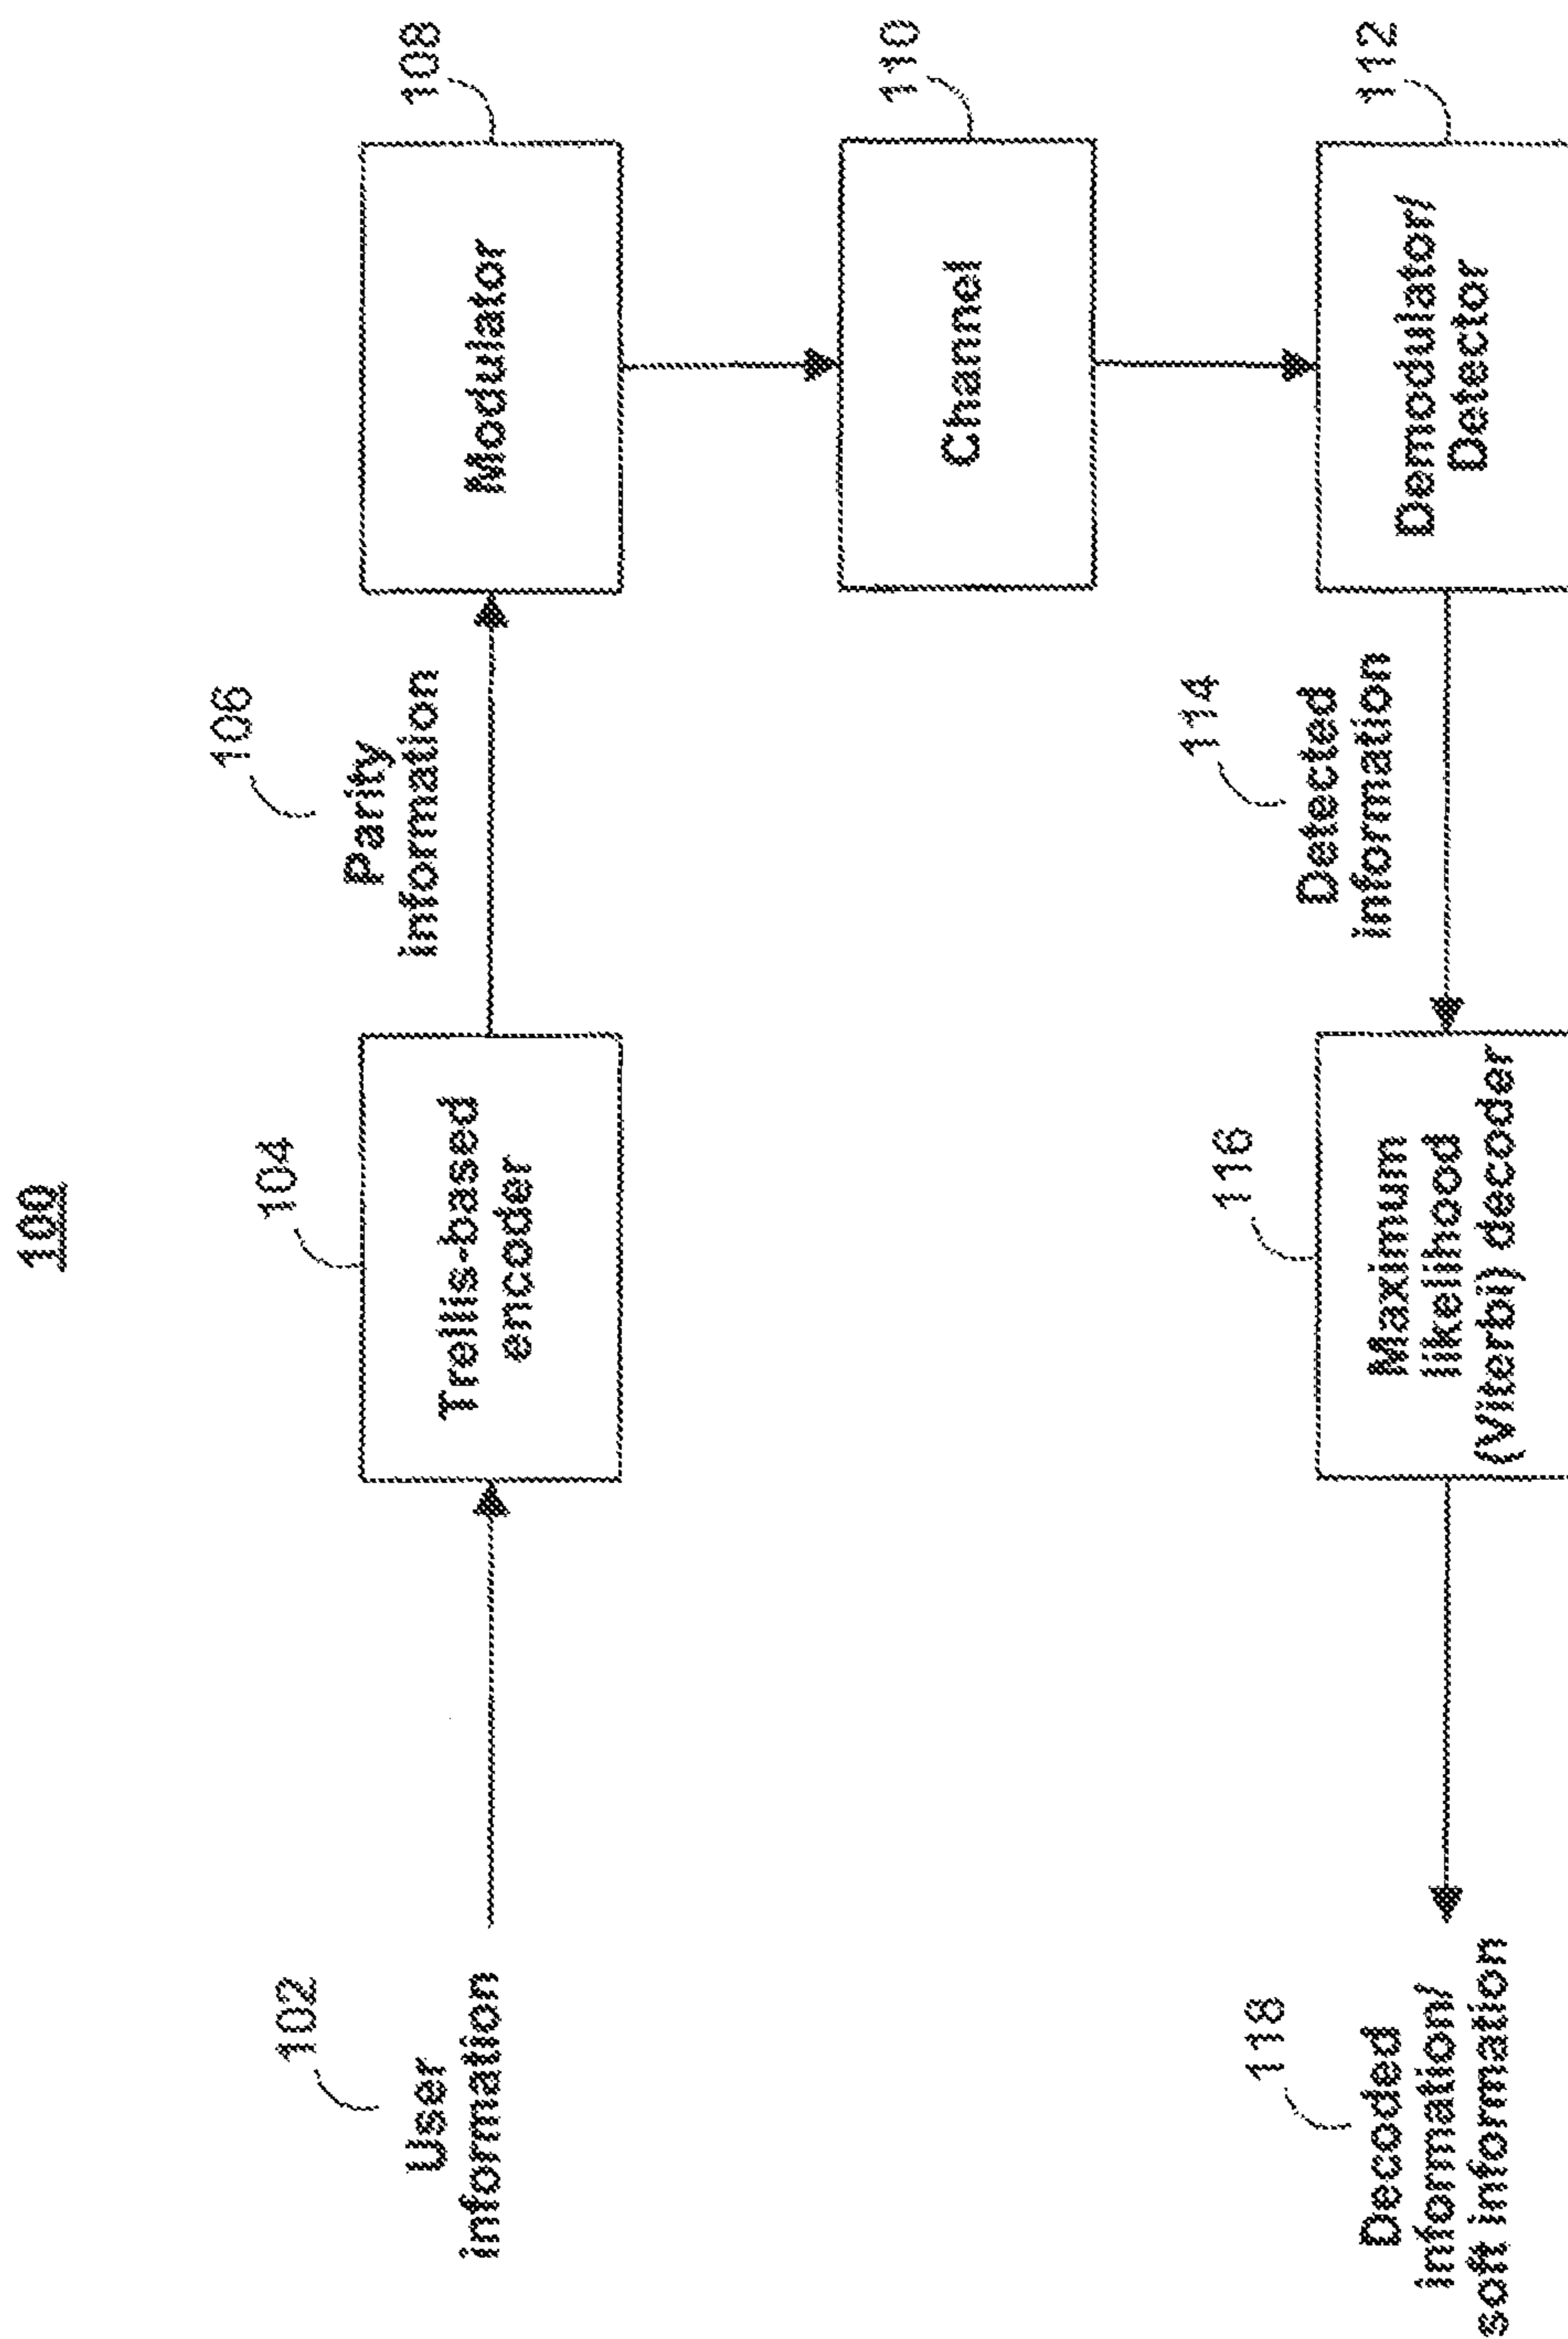 100
102
User
information
104
Trellis-based
encoder
106
Parity
information
108
Modulator
110
Channel
112
Demodulator/
Detector
114
Detected
information
116
Maximum
likelihood
(Viterbi) decoder
118
Decoded
information/
soft information